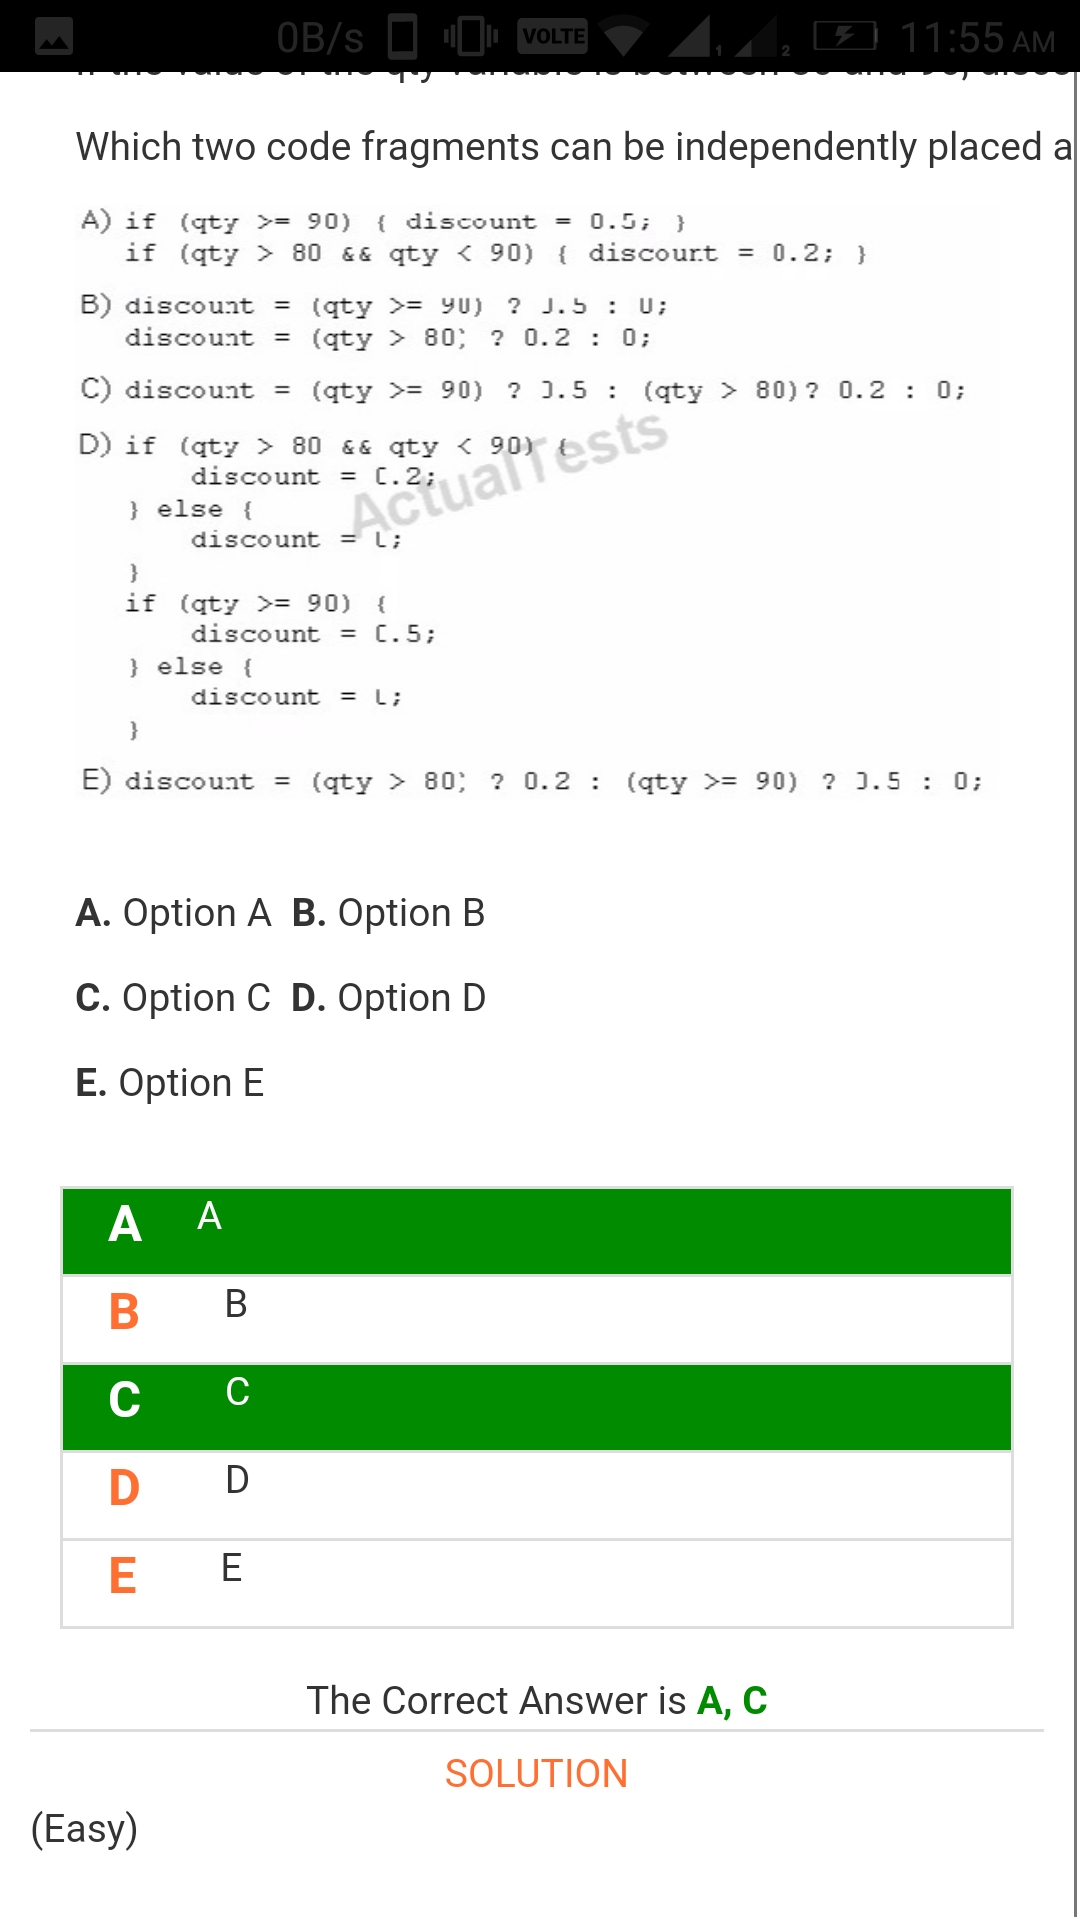 0B/s VOLTE 1 2 11:55 AM
Which two code fragments can be independently placed a
A) if (qty >= 90) { discount = 0.5; }
if (qty > 80 && qty < 90) { discount = 0.2; }
B) discount = (qty >= 90) ? 0.5 : 0;
discount = (qty > 80) ? 0.2 : 0;
C) discount = (qty >= 90) ? 0.5 : (qty > 80)? 0.2 : 0;
D) if (qty > 80 && qty < 90) {
discount = 0.2;
} else {
discount = 0;
}
if (qty >= 90) {
discount = 0.5;
} else {
discount = 0;
}
E) discount = (qty > 80) ? 0.2 : (qty >= 90) ? 0.5 : 0;
ActualTests
A. Option A B. Option B
C. Option C D. Option D
E. Option E
A A
B B
C C
D D
E E
The Correct Answer is A, C
SOLUTION
(Easy)